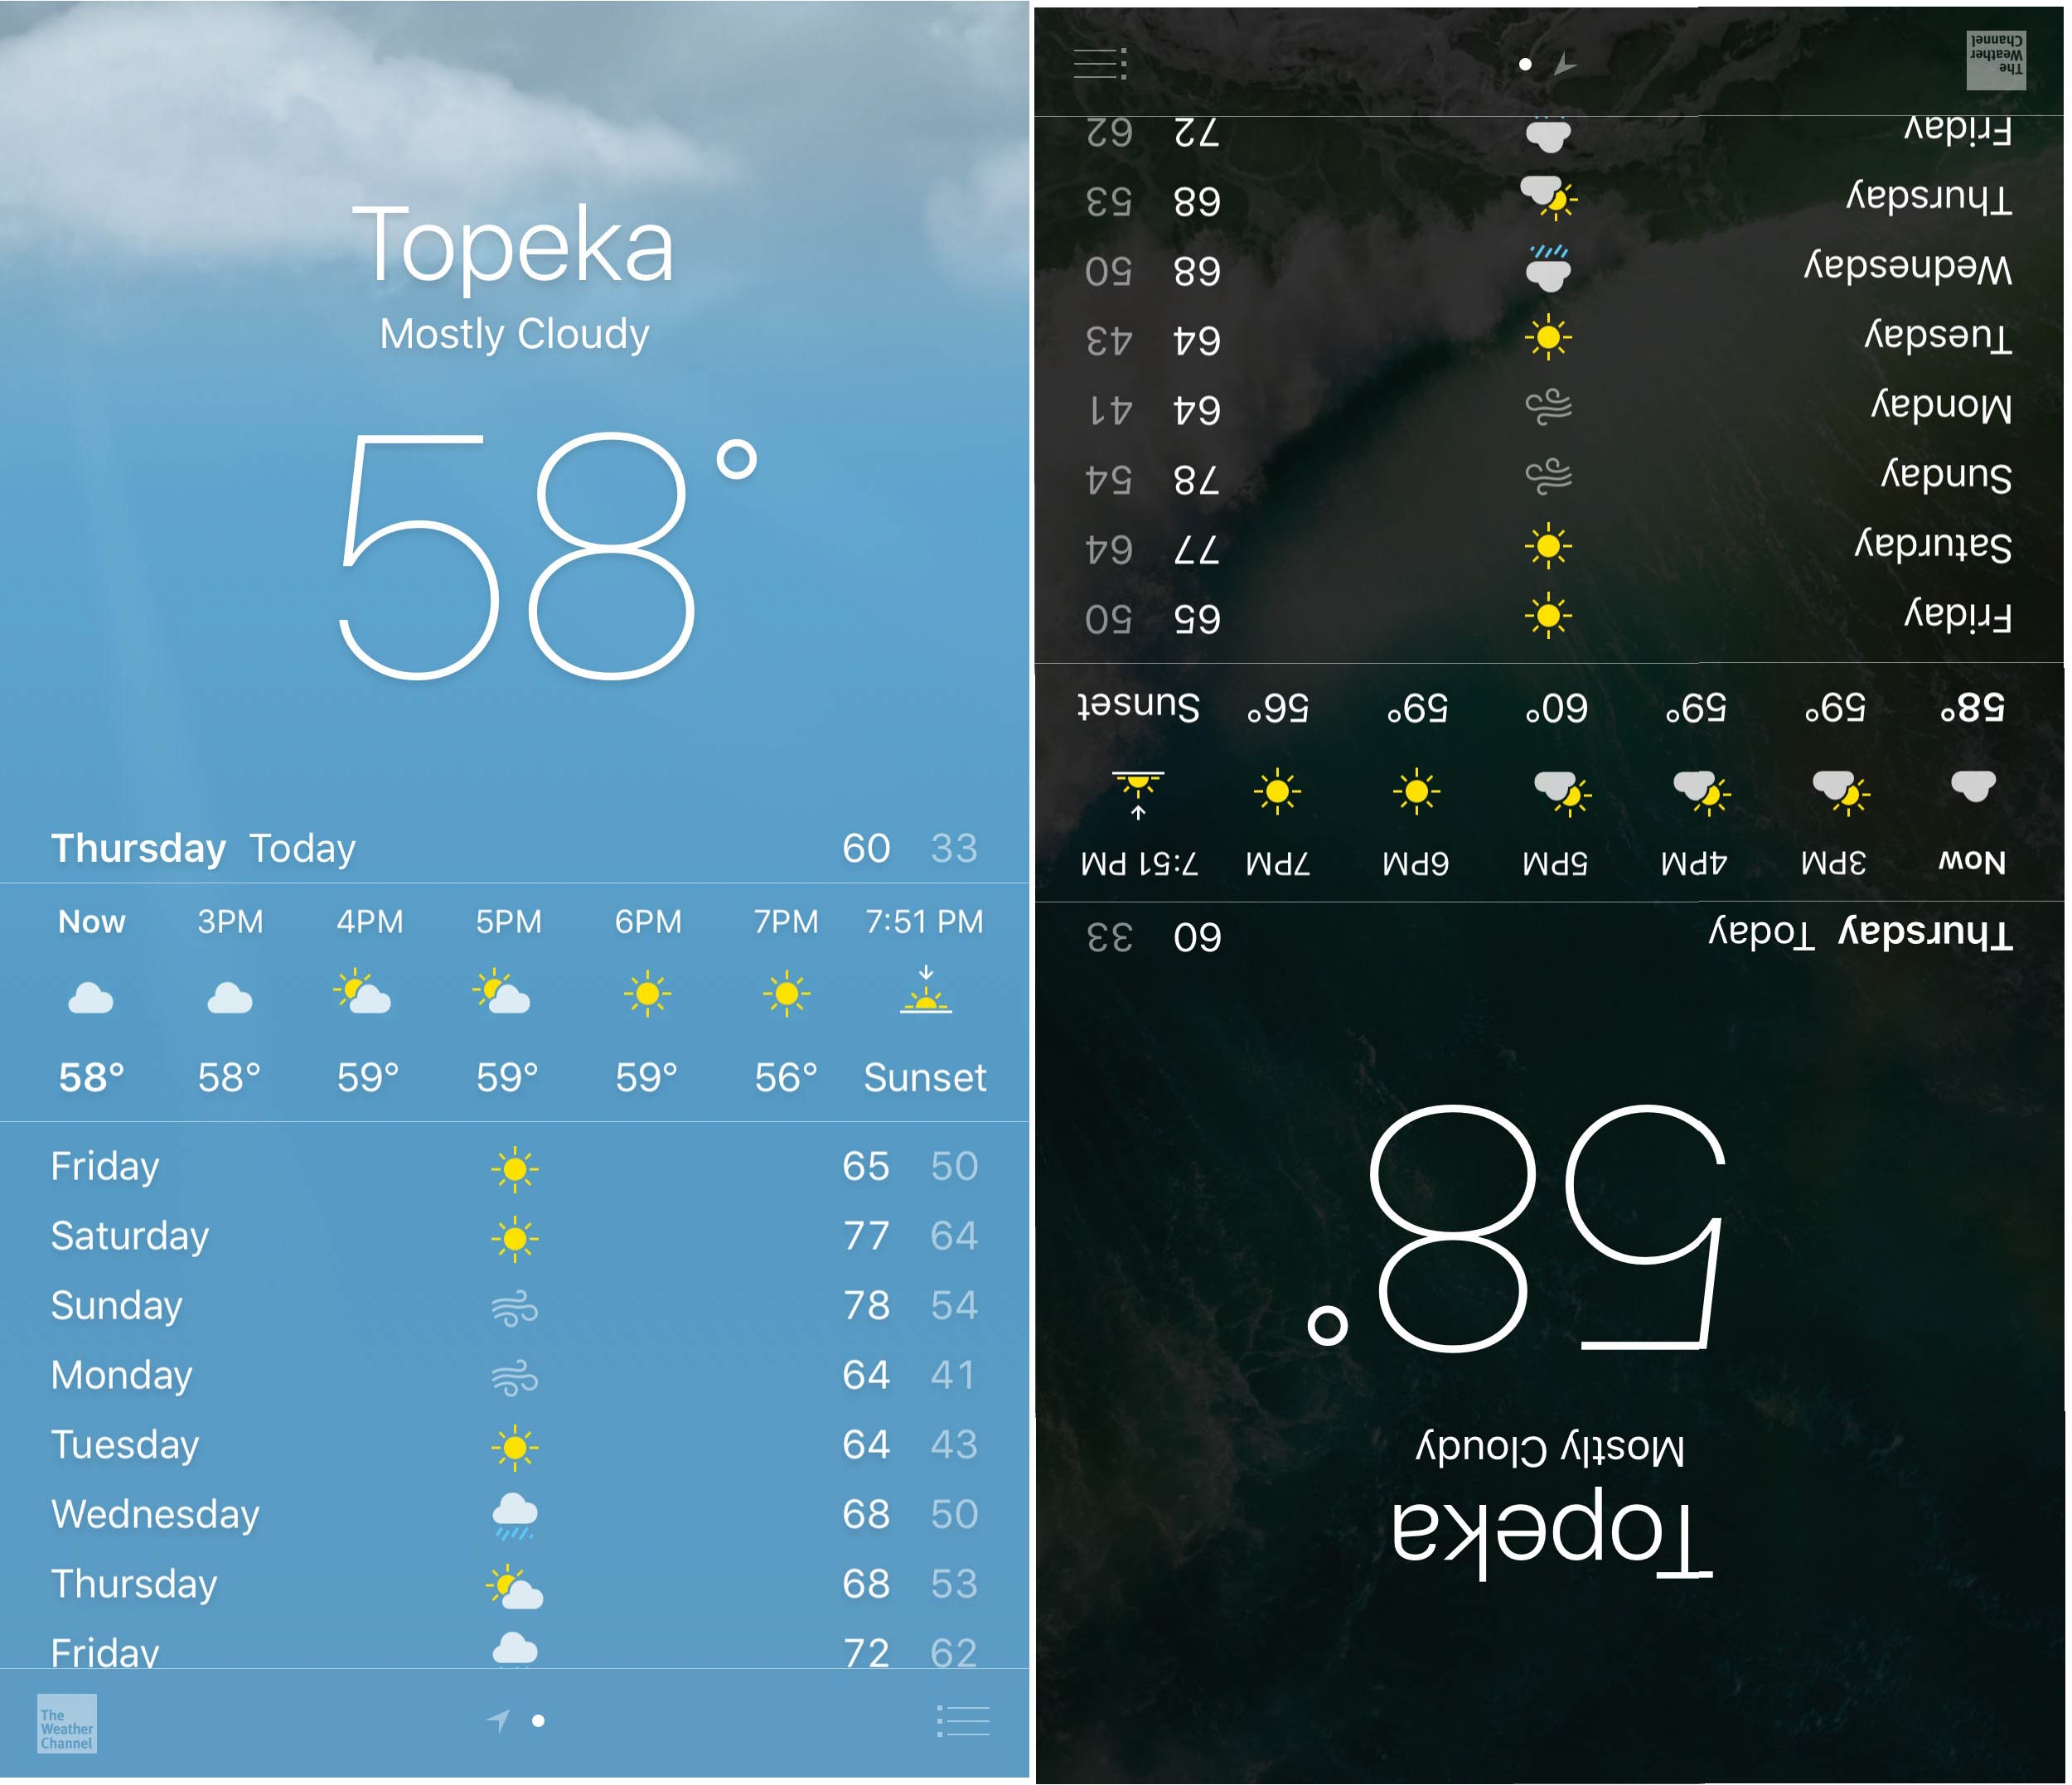 Topeka
Mostly Cloudy
58°
Thursday Today 60 33
Now 3PM 4PM 5PM 6PM 7PM 7:51 PM
58° 58° 59° 59° 59° 56° Sunset
Friday 65 50
Saturday 77 64
Sunday 78 54
Monday 64 41
Tuesday 64 43
Wednesday 68 50
Thursday 68 53
Friday 72 62
The
Weather
Channel
Topeka
Mostly Cloudy
58°
Thursday Today 60 33
Now 3PM 4PM 5PM 6PM 7PM 7:51 PM
58° 59° 59° 60° 59° 56° Sunset
Friday 65 50
Saturday 77 64
Sunday 78 54
Monday 64 41
Tuesday 64 43
Wednesday 68 50
Thursday 68 53
Friday 72 62
The
Weather
Channel